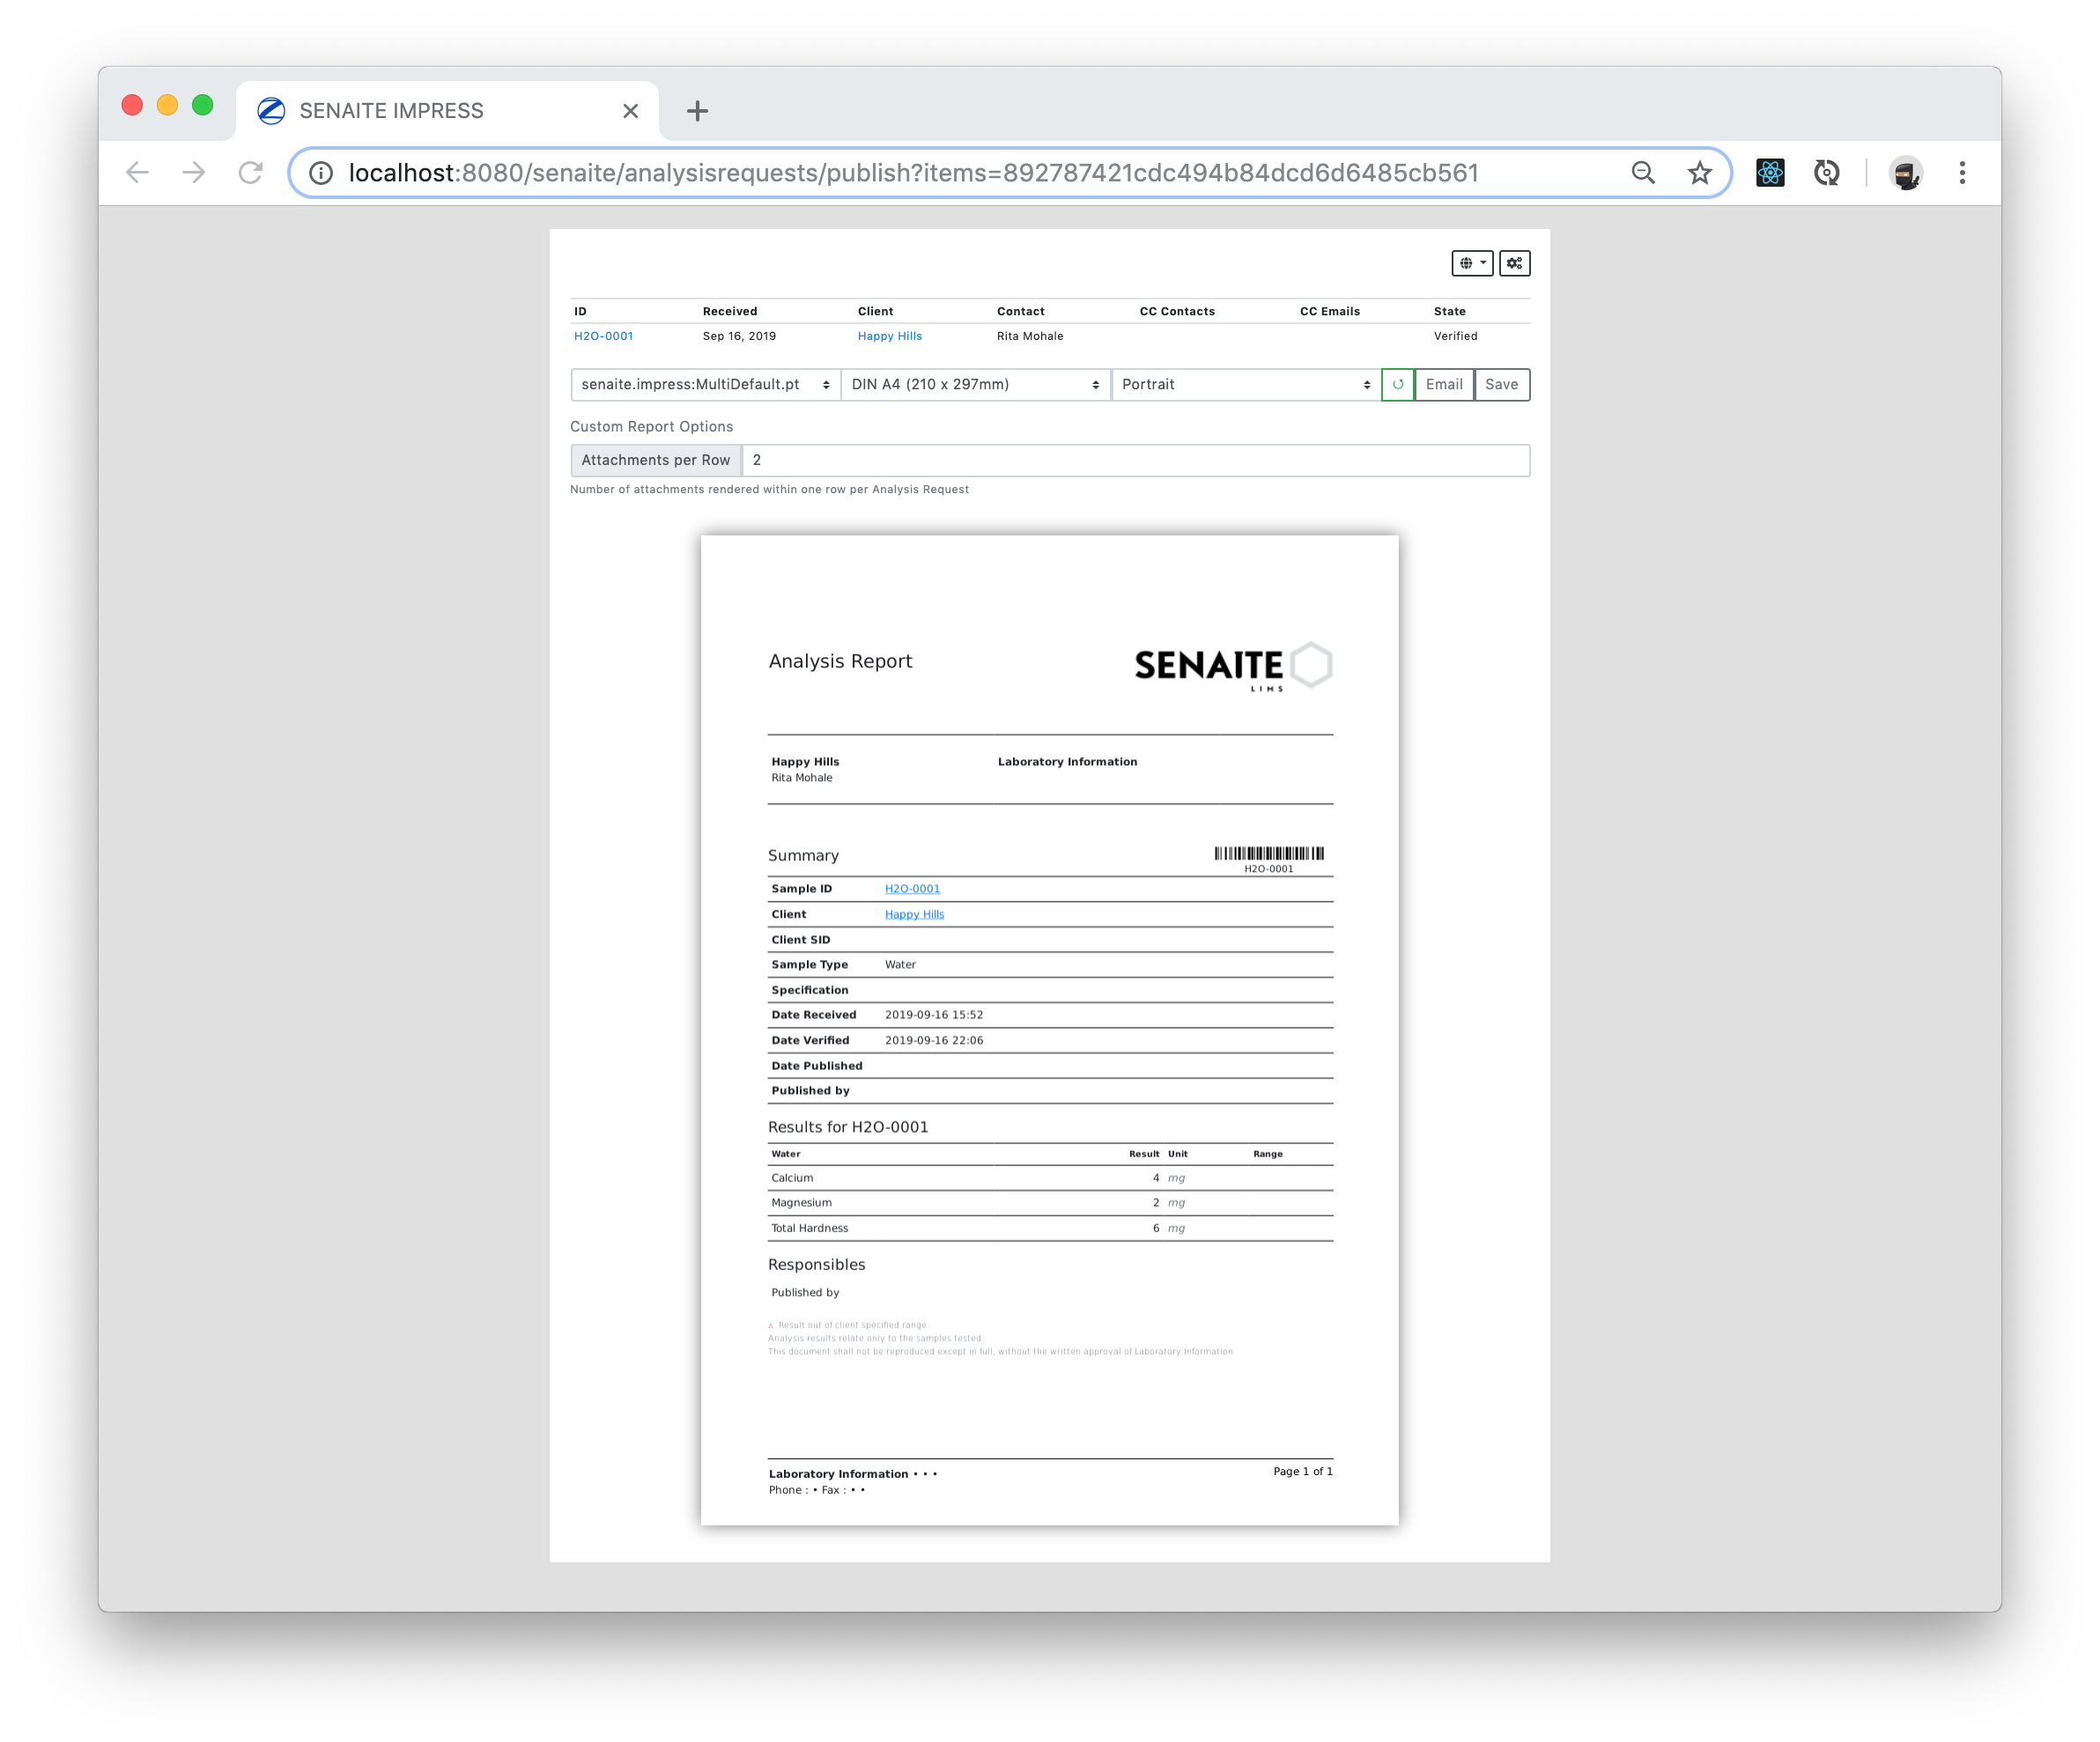 SENAITE IMPRESS
localhost:8080/senaite/analysisrequests/publish?items=892787421cdc494b84dcd6d6485cb561
ID Received Client Contact CC Contacts CC Emails State
H2O-0001 Sep 16, 2019 Happy Hills Rita Mohale Verified
senaite.impress:MultiDefault.pt DIN A4 (210 x 297mm) Portrait Email Save
Custom Report Options
Attachments per Row 2
Number of attachments rendered within one row per Analysis Request
Analysis Report SENAITE
LIMS
Happy Hills Laboratory Information
Rita Mohale
Summary
H2O-0001
Sample ID H2O-0001
Client Happy Hills
Client SID
Sample Type Water
Specification
Date Received 2019-09-16 15:52
Date Verified 2019-09-16 22:06
Date Published
Published by
Results for H2O-0001
Water Result Unit Range
Calcium 4 mg
Magnesium 2 mg
Total Hardness 6 mg
Responsibles
Published by
⚠ Result out of client specified range.
Analysis results relate only to the samples tested.
This document shall not be reproduced except in full, without the written approval of Laboratory Information
Laboratory Information • • • Page 1 of 1
Phone : • Fax : • •